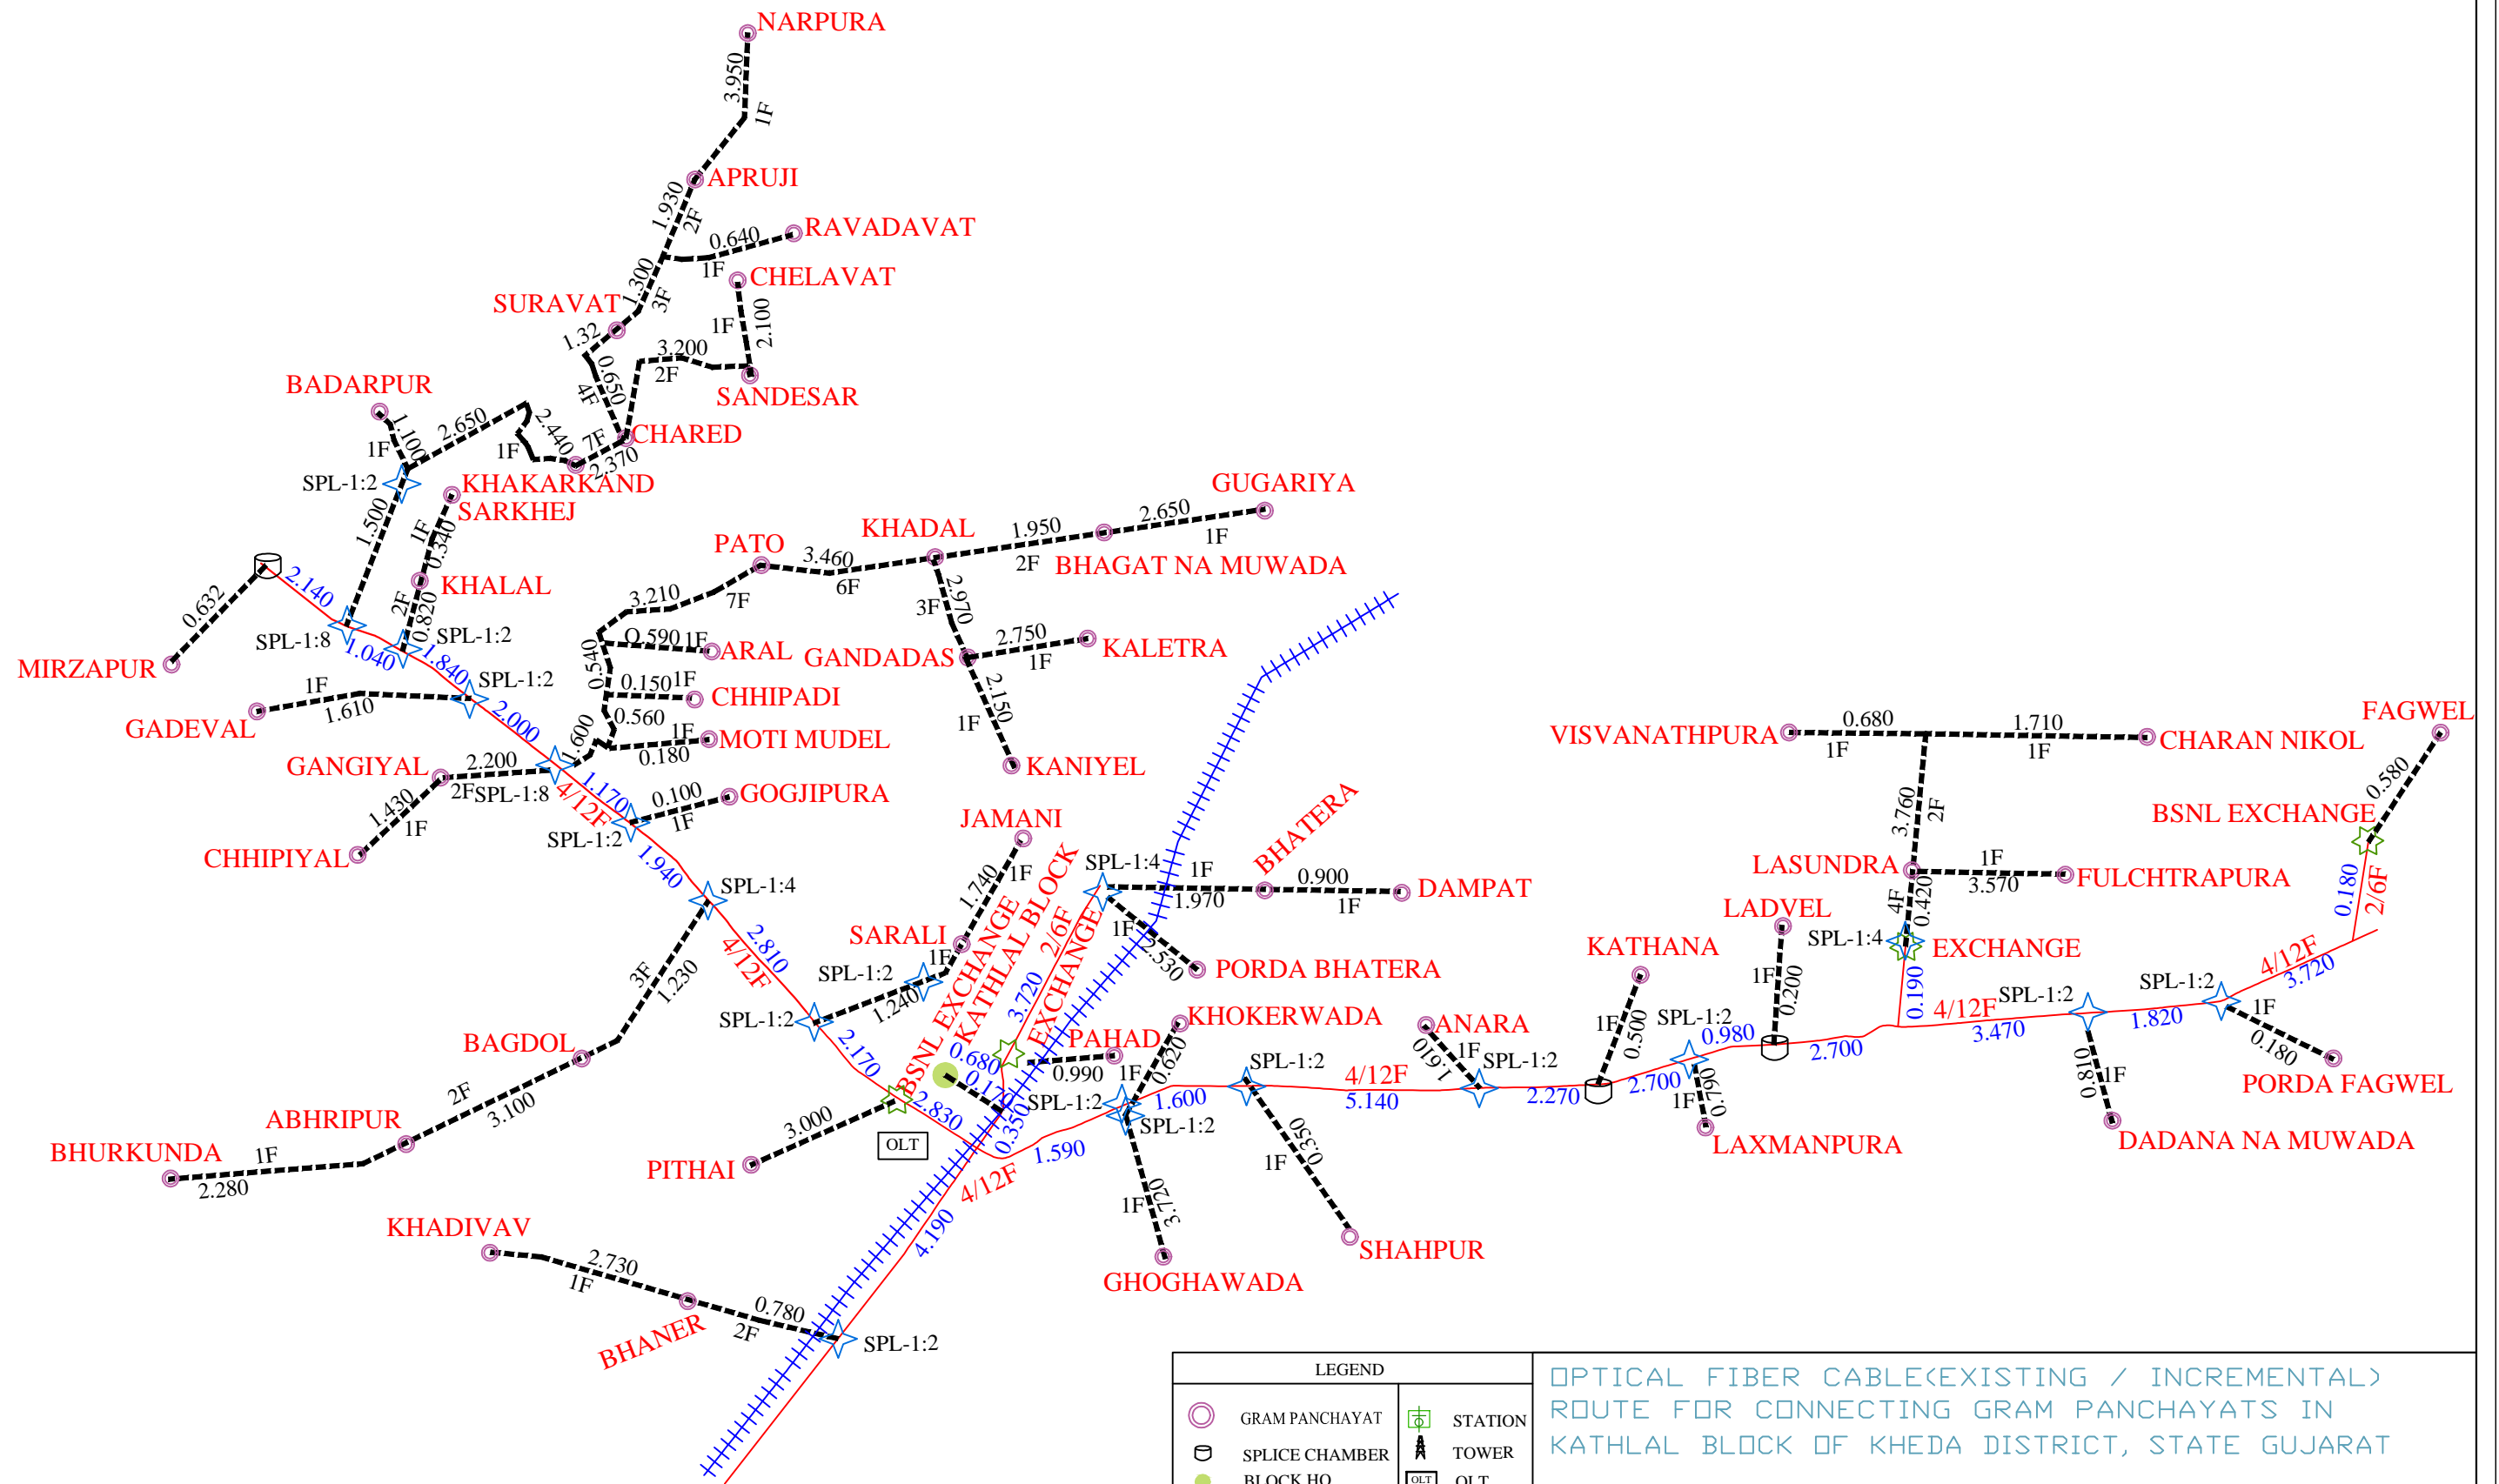 NARPURA
3.950
1F
APRUJI
1.930
2F
RAVADAVAT
0.640
1F
CHELAVAT
1.300
3F
SURAVAT
1F
2.100
1.32
3.200
2F
0.650
4F
SANDESAR
BADARPUR
1.100
1F
2.650
2.440
1F
7F
2.370
CHARED
SPL-1:2
KHAKARKAND
SARKHEJ
1.500
1F
0.340
GUGARIYA
KHADAL
1.950
2F
2.650
1F
PATO
3.460
6F
BHAGAT NA MUWADA
2.140
0.632
KHALAL
2F
0.820
3.210
7F
2.970
3F
SPL-1:8
SPL-1:2
1.040
1.840
0.590
1F
ARAL
GANDADAS
2.750
1F
KALETRA
MIRZAPUR
0.540
SPL-1:2
1F
1.610
GADEVAL
0.150
1F
CHHIPADI
2.150
1F
2.000
0.560
1F
MOTI MUDEL
0.180
1.600
KANIYEL
GANGIYAL
2.200
2F
SPL-1:8
1.170
4/12F
0.100
1F
GOGJIPURA
1.430
1F
CHHIPIYAL
SPL-1:2
1.940
VISVANATHPURA
0.680
1F
1.710
1F
CHARAN NIKOL
FAGWEL
0.580
BSNL EXCHANGE
3.760
2F
JAMANI
BHATERA
SPL-1:4
1F
1.970
0.900
1F
DAMPAT
LASUNDRA
1F
3.570
FULCHTRAPURA
0.180
2/6F
SPL-1:4
1.740
1F
2.810
4/12F
SARALI
1F
BSNL EXCHANGE
KATHLAL BLOCK
2/6F
3.720
EXCHANGE
1F
2.530
PORDA BHATERA
LADVEL
4F
0.420
SPL-1:4
EXCHANGE
KATHANA
3F
1.230
SPL-1:2
1.240
SPL-1:2
1F
0.200
1F
0.500
0.190
4/12F
3.720
SPL-1:2
SPL-1:2
KHOKERWADA
ANARA
SPL-1:2
0.980
4/12F
3.470
1.820
1F
0.180
PORDA FAGWEL
2.170
0.680
PAHAD
0.990
1F
0.620
1.610
1F
SPL-1:2
SPL-1:2
2.700
2.700
BAGDOL
0.170
SPL-1:2
SPL-1:2
1.600
4/12F
5.140
2.270
0.790
1F
LAXMANPURA
0.810
1F
DADANA NA MUWADA
2F
3.100
ABHRIPUR
3.000
2.830
0.350
OLT
1.590
0.350
1F
BHURKUNDA
1F
2.280
PITHAI
4/12F
1F
3.720
4.190
SHAHPUR
GHOGHAWADA
KHADIVAV
2.730
1F
0.780
2F
BHANER
SPL-1:2
LEGEND
GRAM PANCHAYAT
STATION
SPLICE CHAMBER
TOWER
BLOCK HQ
OLT
OLT
OPTICAL FIBER CABLE(EXISTING / INCREMENTAL)
ROUTE FOR CONNECTING GRAM PANCHAYATS IN
KATHLAL BLOCK OF KHEDA DISTRICT, STATE GUJARAT